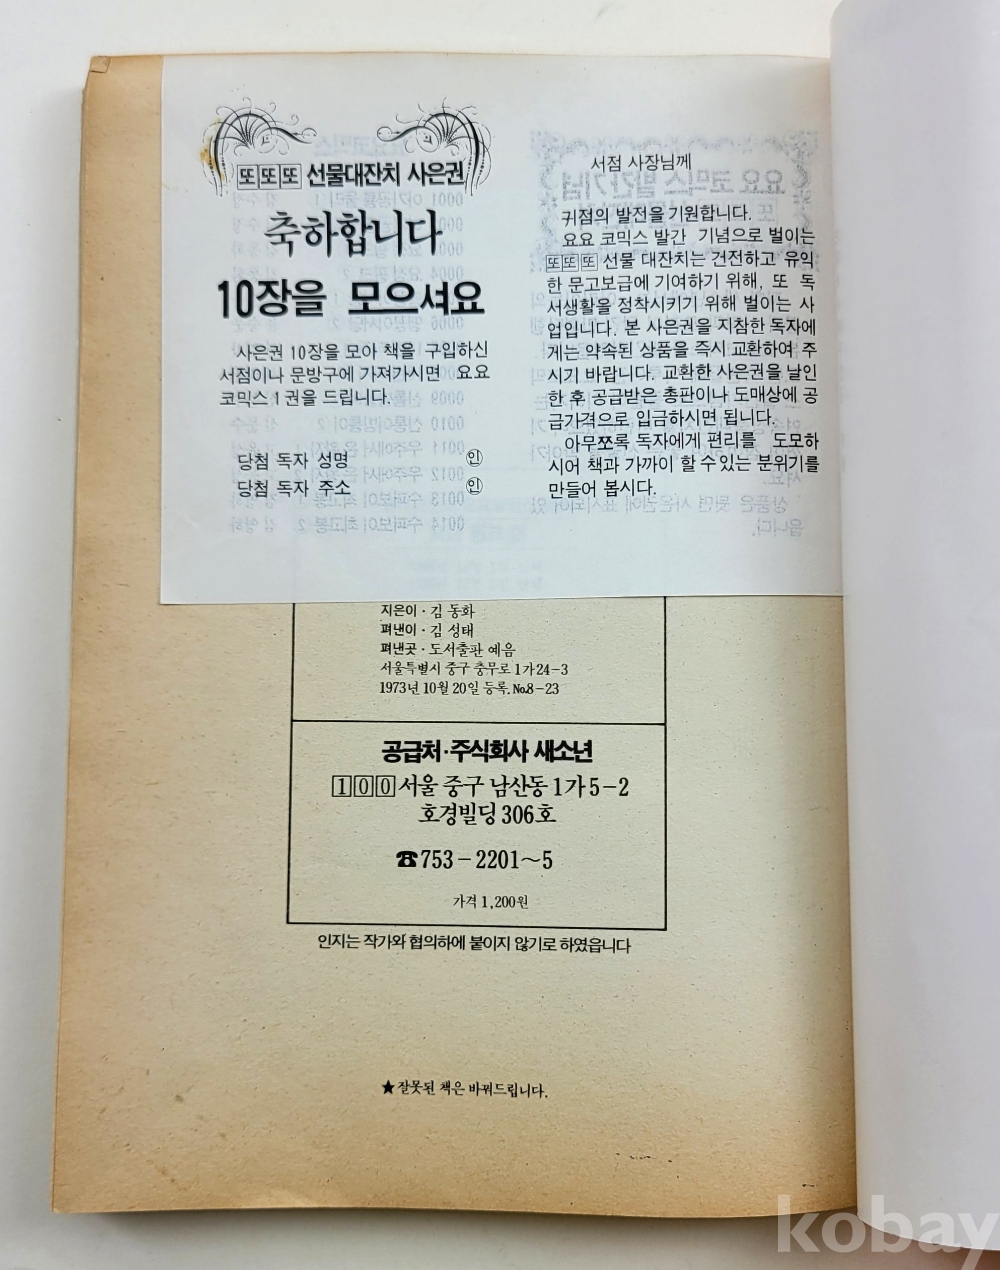 또또또 선물대잔치 사은권
축하합니다
10장을 모으셔요
사은권 10장을 모아 책을 구입하신
서점이나 문방구에 가져가시면 요요
코믹스 1권을 드립니다.
당첨 독자 성명 인
당첨 독자 주소 인
서점 사장님께
귀점의 발전을 기원합니다.
요요 코믹스 발간 기념으로 벌이는
또또또 선물 대잔치는 건전하고 유익
한 문고보급에 기여하기 위해, 또 독
서생활을 정착시키기 위해 벌이는 사
업입니다. 본 사은권을 지참한 독자에
게는 약속된 상품을 즉시 교환하여 주
시기 바랍니다. 교환한 사은권을 날인
한 후 공급받은 총판이나 도매상에 공
급가격으로 입금하시면 됩니다.
아무쪼록 독자에게 편리를 도모하
시어 책과 가까이 할 수 있는 분위기를
만들어 봅시다.
지은이·김 동화
펴낸이·김 성태
펴낸곳·도서출판 예음
서울특별시 중구 충무로 1가 24-3
1973년 10월 20일 등록. No.8-23
공급처·주식회사 새소년
100 서울 중구 남산동 1가 5-2
호경빌딩 306호
☎753-2201~5
가격 1,200원
인지는 작가와 협의하에 붙이지 않기로 하였읍니다
★잘못된 책은 바꿔드립니다.
kobay